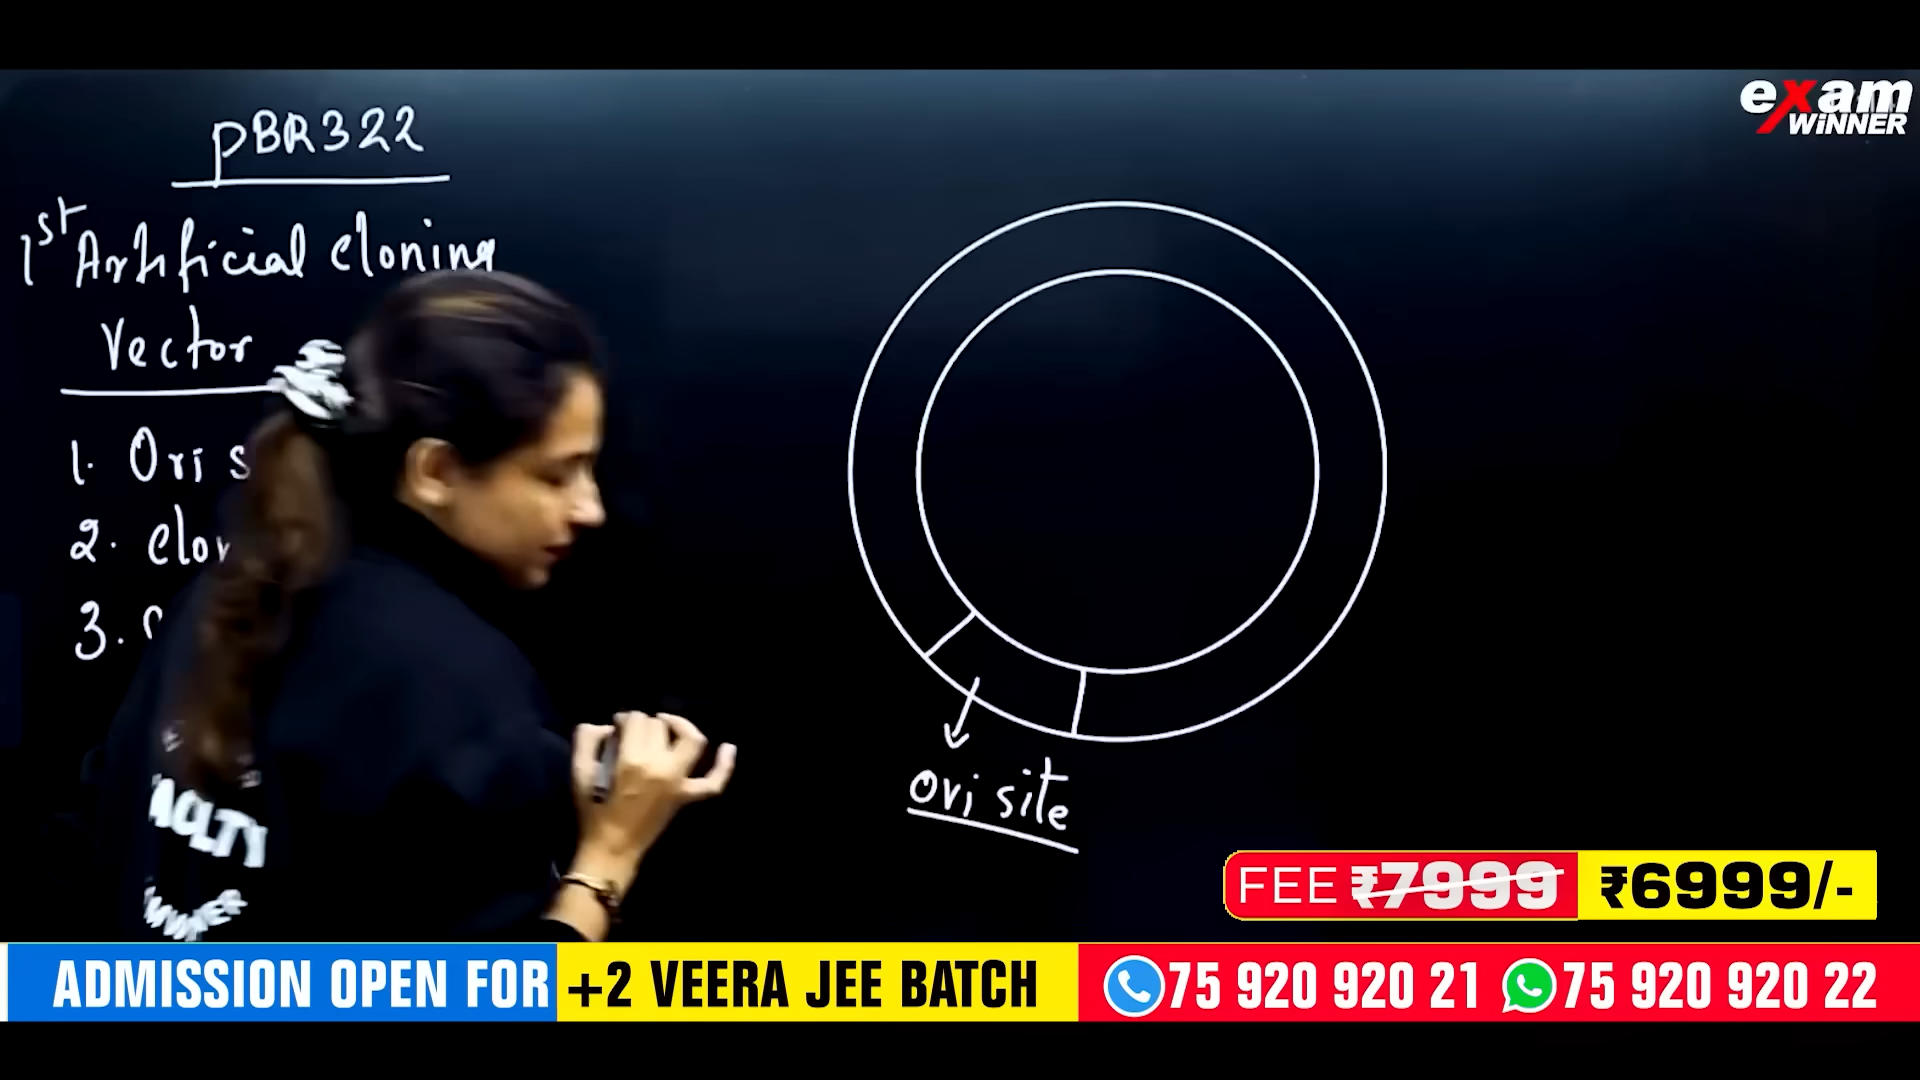 pBR322
1st Artificial cloning
Vector
1. Ori s
2. clo
3.
ori site
exam
WiNNER
FEE ₹7999 ₹6999/-
ADMISSION OPEN FOR +2 VEERA JEE BATCH 75 920 920 21 75 920 920 22